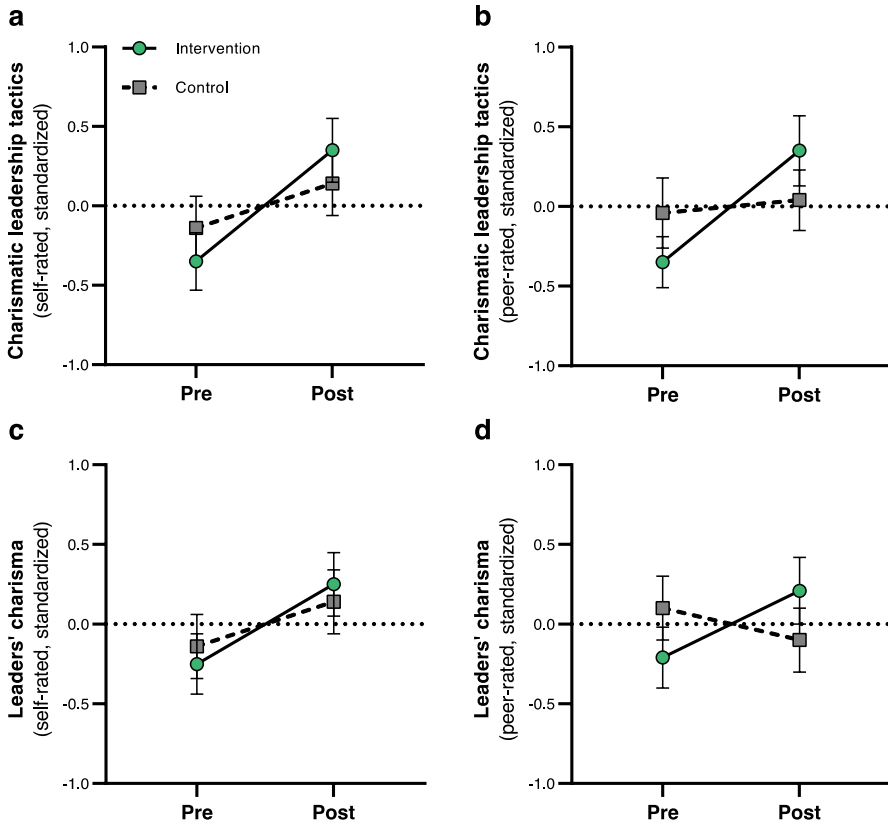 a
Charismatic leadership tactics
(self-rated, standardized)
1.0
0.5
0.0
-0.5
-1.0
Intervention
Control
Pre Post
b
Charismatic leadership tactics
(peer-rated, standardized)
1.0
0.5
0.0
-0.5
-1.0
Pre Post
c
Leaders' charisma
(self-rated, standardized)
1.0
0.5
0.0
-0.5
-1.0
Pre Post
d
Leaders' charisma
(peer-rated, standardized)
1.0
0.5
0.0
-0.5
-1.0
Pre Post